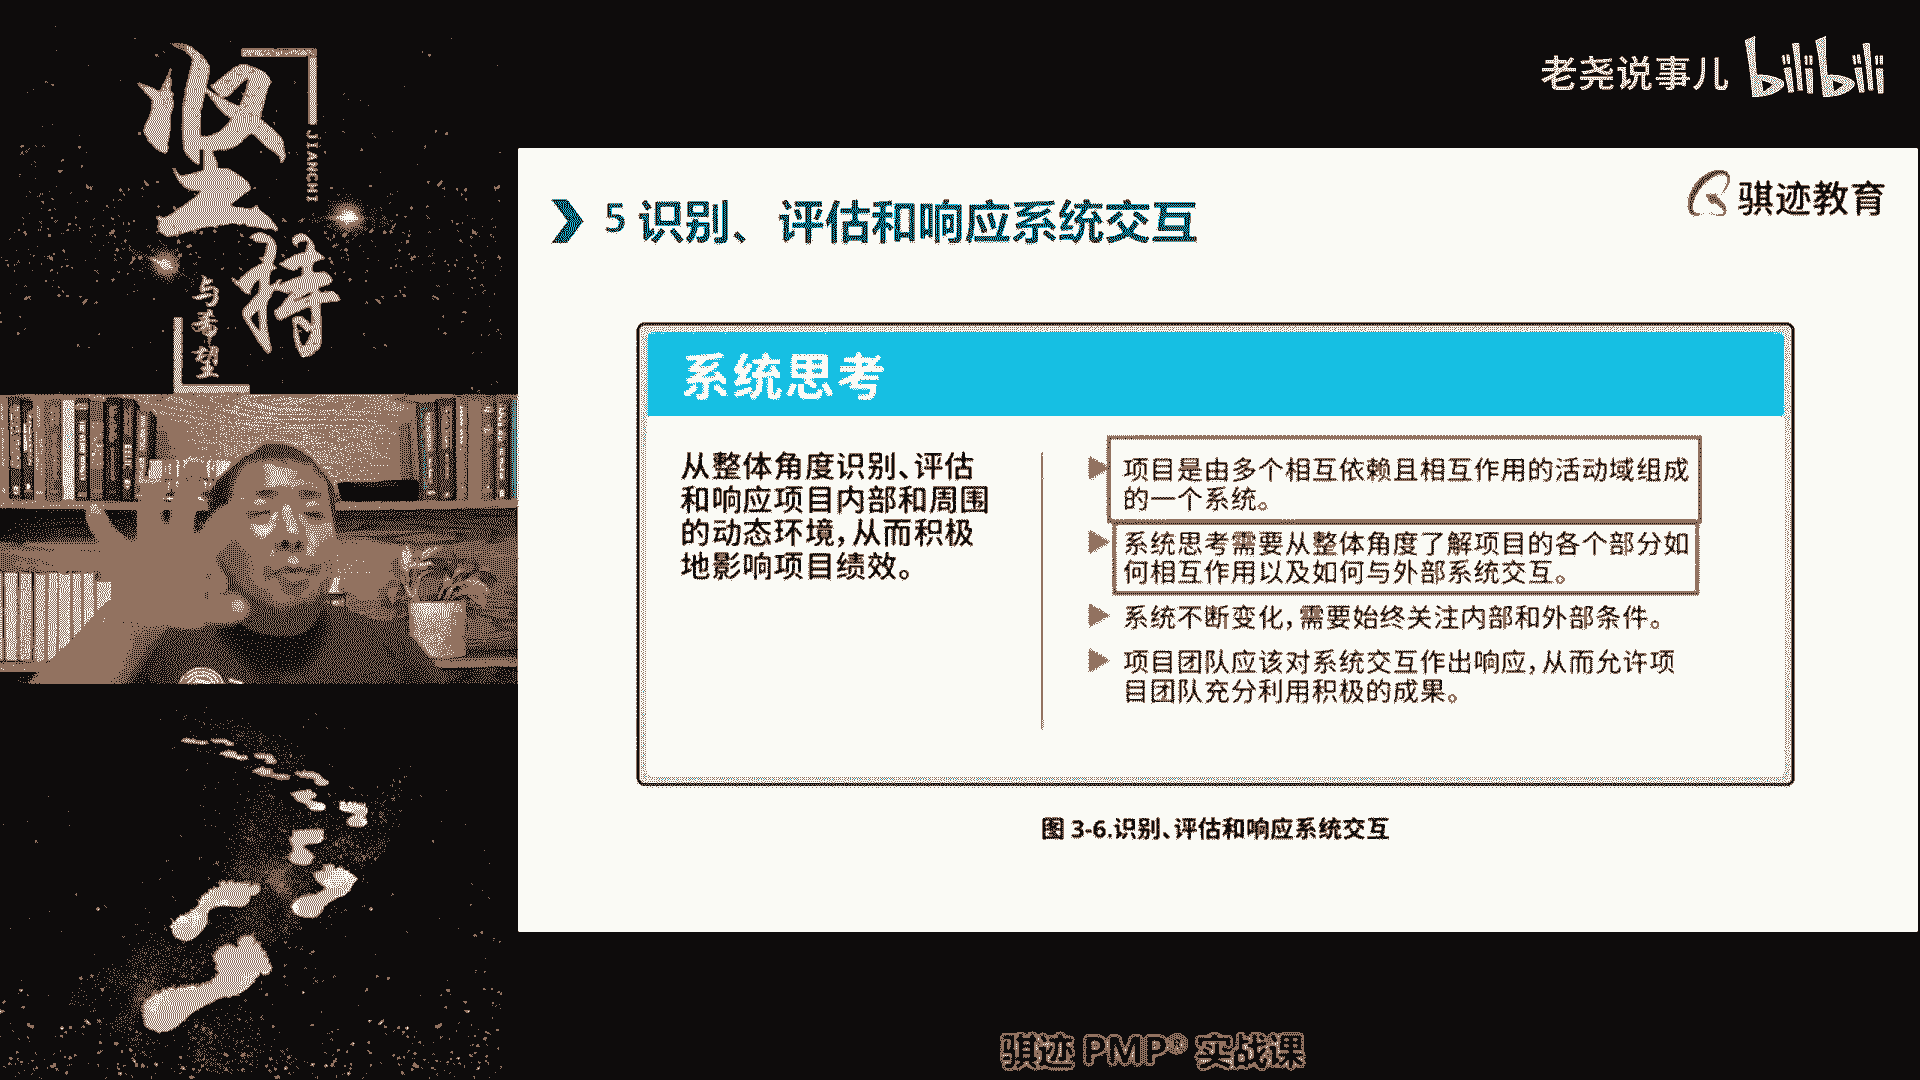 坚持
JIANCHI
与希望
老尧说事儿 bilibili
骐迹教育
5 识别、评估和响应系统交互
系统思考
从整体角度识别、评估
和响应项目内部和周围
的动态环境，从而积极
地影响项目绩效。
项目是由多个相互依赖且相互作用的活动域组成
的一个系统。
系统思考需要从整体角度了解项目的各个部分如
何相互作用以及如何与外部系统交互。
系统不断变化，需要始终关注内部和外部条件。
项目团队应该对系统交互作出响应，从而允许项
目团队充分利用积极的成果。
图 3-6.识别、评估和响应系统交互
骐迹 PMP® 实战课